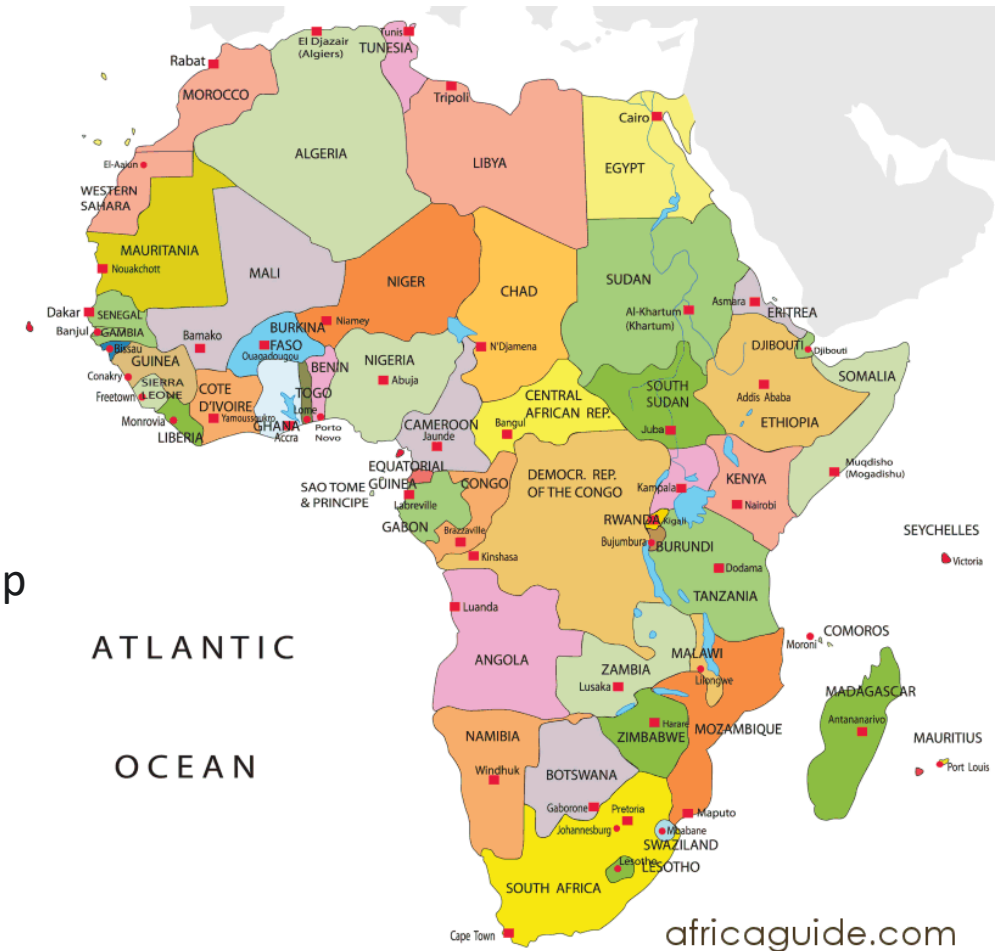 Tunis
El Djazair
(Algiers)
TUNESIA
Rabat
MOROCCO
Tripoli
Cairo
ALGERIA
LIBYA
EGYPT
El-Aaiun
WESTERN
SAHARA
MAURITANIA
Nouakchott
MALI
NIGER
CHAD
SUDAN
Asmara
ERITREA
Dakar
SENEGAL
Banjul
GAMBIA
Bissau
Bamako
BURKINA
FASO
Ouagadougou
Niamey
N'Djamena
Al-Khartum
(Khartum)
DJIBOUTI
Djibouti
GUINEA
Conakry
SIERRA
LEONE
Freetown
Monrovia
LIBERIA
COTE
D'IVOIRE
Yamoussoukro
GHANA
Accra
TOGO
Lome
BENIN
Porto
Novo
NIGERIA
Abuja
CAMEROON
Jaunde
CENTRAL
AFRICAN REP.
Bangul
SOUTH
SUDAN
Juba
Addis Ababa
ETHIOPIA
SOMALIA
Muqdisho
(Mogadishu)
EQUATORIAL
GUINEA
SAO TOME
& PRINCIPE
Labreville
GABON
CONGO
Brazzaville
Kinshasa
DEMOCR. REP.
OF THE CONGO
Kampala
KENYA
Nairobi
RWANDA
Kigali
Bujumbura
BURUNDI
Dodama
TANZANIA
SEYCHELLES
Victoria
p
ATLANTIC
OCEAN
Luanda
ANGOLA
ZAMBIA
Lusaka
MALAWI
Lilongwe
COMOROS
Moroni
MADAGASCAR
Antananarivo
MAURITIUS
Port Louis
NAMIBIA
Windhuk
BOTSWANA
Gaborone
ZIMBABWE
Harare
MOZAMBIQUE
Maputo
Pretoria
Johannesburg
Mbabane
SWAZILAND
Lesotho
LESOTHO
SOUTH AFRICA
Cape Town
africaguide.com